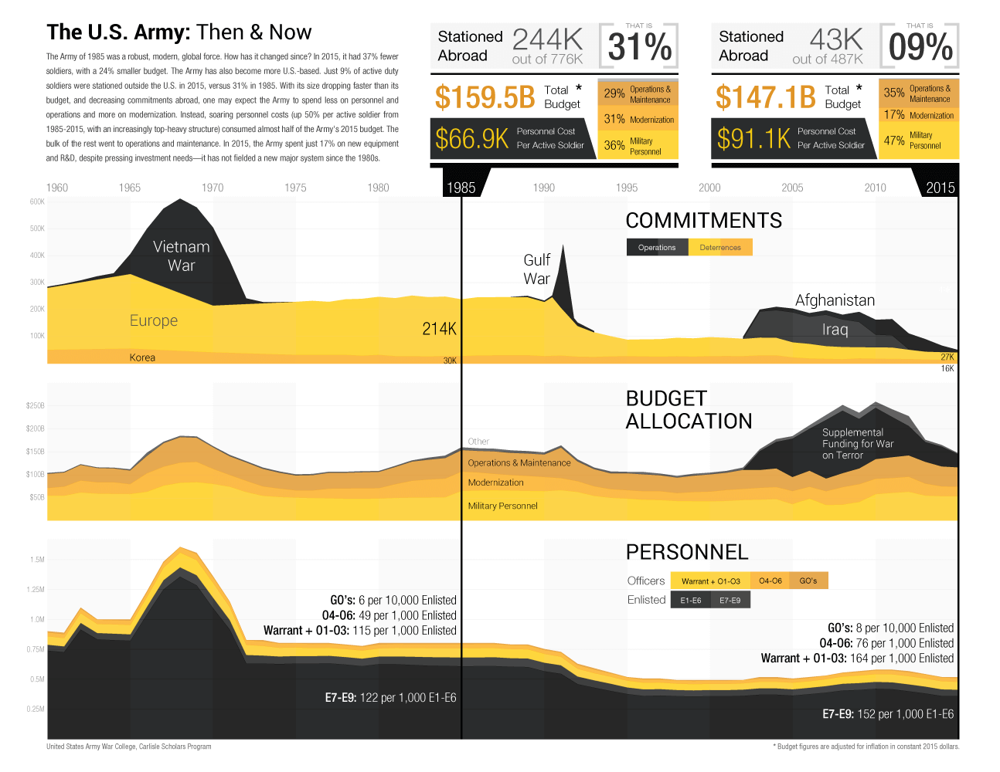 The U.S. Army: Then & Now
The Army of 1985 was a robust, modern, global force. How has it changed since? In 2015, it had 37% fewer
soldiers, with a 24% smaller budget. The Army has also become more U.S.-based. Just 9% of active duty
soldiers were stationed outside the U.S. in 2015, versus 31% in 1985. With its size dropping faster than its
budget, and decreasing commitments abroad, one may expect the Army to spend less on personnel and
operations and more on modernization. Instead, soaring personnel costs (up 50% per active soldier from
1985-2015, with an increasingly top-heavy structure) consumed almost half of the Army's 2015 budget. The
bulk of the rest went to operations and maintenance. In 2015, the Army spent just 17% on new equipment
and R&D, despite pressing investment needs—it has not fielded a new major system since the 1980s.
Stationed Abroad
244K
out of 776K
THAT IS
31%
$159.5B
Total * Budget
$66.9K
Personnel Cost
Per Active Soldier
29% Operations & Maintenance
31% Modernization
36% Military Personnel
Stationed Abroad
43K
out of 487K
THAT IS
09%
$147.1B
Total * Budget
$91.1K
Personnel Cost
Per Active Soldier
35% Operations & Maintenance
17% Modernization
47% Military Personnel
1960 1965 1970 1975 1980 1985 1990 1995 2000 2005 2010 2015
COMMITMENTS
Operations
Deterrences
600K
500K
400K
300K
200K
100K
Vietnam War
Europe
Korea
214K
30K
Gulf War
Afghanistan
Iraq
27K
16K
BUDGET ALLOCATION
$250B
$200B
$150B
$100B
$50B
Other
Operations & Maintenance
Modernization
Military Personnel
Supplemental
Funding for War
on Terror
PERSONNEL
Officers
Warrant + O1-O3
O4-O6
GO's
Enlisted
E1-E6
E7-E9
1.5M
1.25M
1.0M
0.75M
0.5M
0.25M
GO's: 6 per 10,000 Enlisted
04-06: 49 per 1,000 Enlisted
Warrant + 01-03: 115 per 1,000 Enlisted
E7-E9: 122 per 1,000 E1-E6
GO's: 8 per 10,000 Enlisted
04-06: 76 per 1,000 Enlisted
Warrant + 01-03: 164 per 1,000 Enlisted
E7-E9: 152 per 1,000 E1-E6
United States Army War College, Carlisle Scholars Program
* Budget figures are adjusted for inflation in constant 2015 dollars.